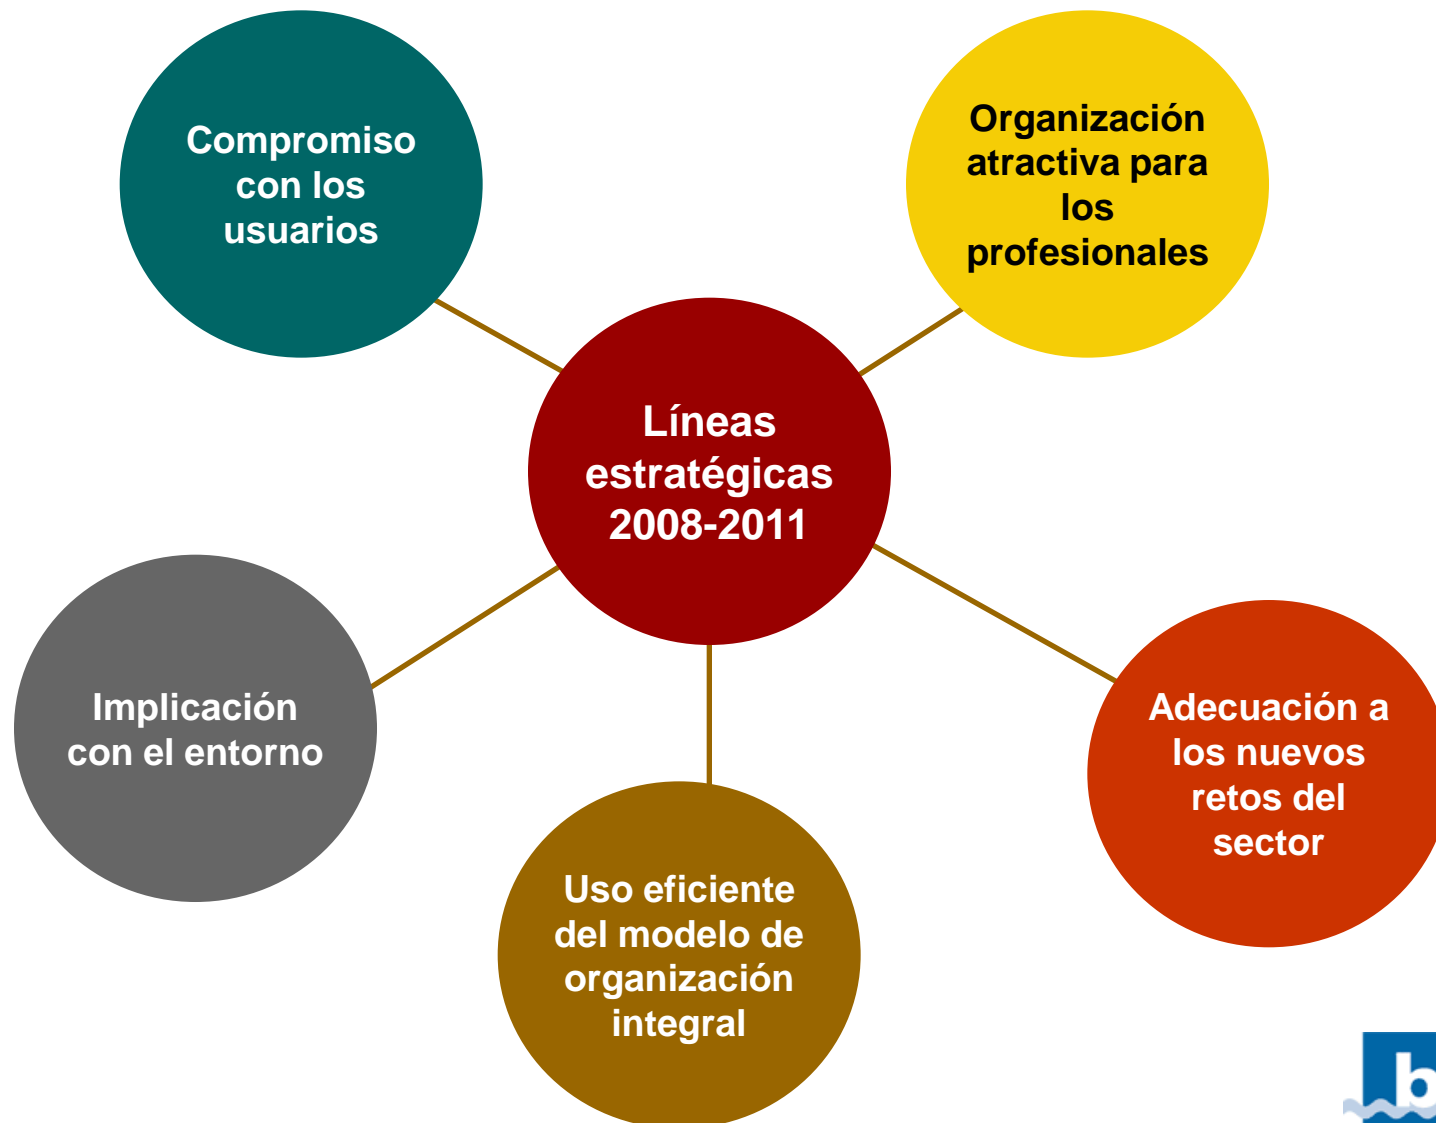 Compromiso
con los
usuarios
Organización
atractiva para
los
profesionales
Líneas
estratégicas
2008-2011
Implicación
con el entorno
Adecuación a
los nuevos
retos del
sector
Uso eficiente
del modelo de
organización
integral
b